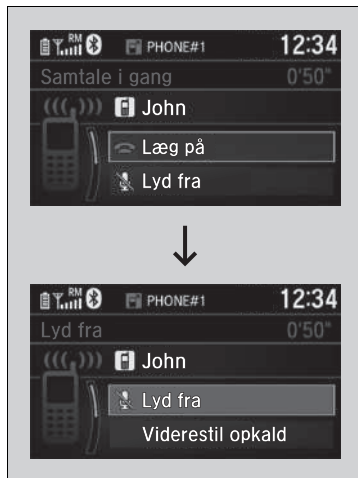 RM PHONE#1 12:34
Samtale i gang 0'50"
John
Læg på
Lyd fra
RM PHONE#1 12:34
Lyd fra 0'50"
John
Lyd fra
Viderestil opkald